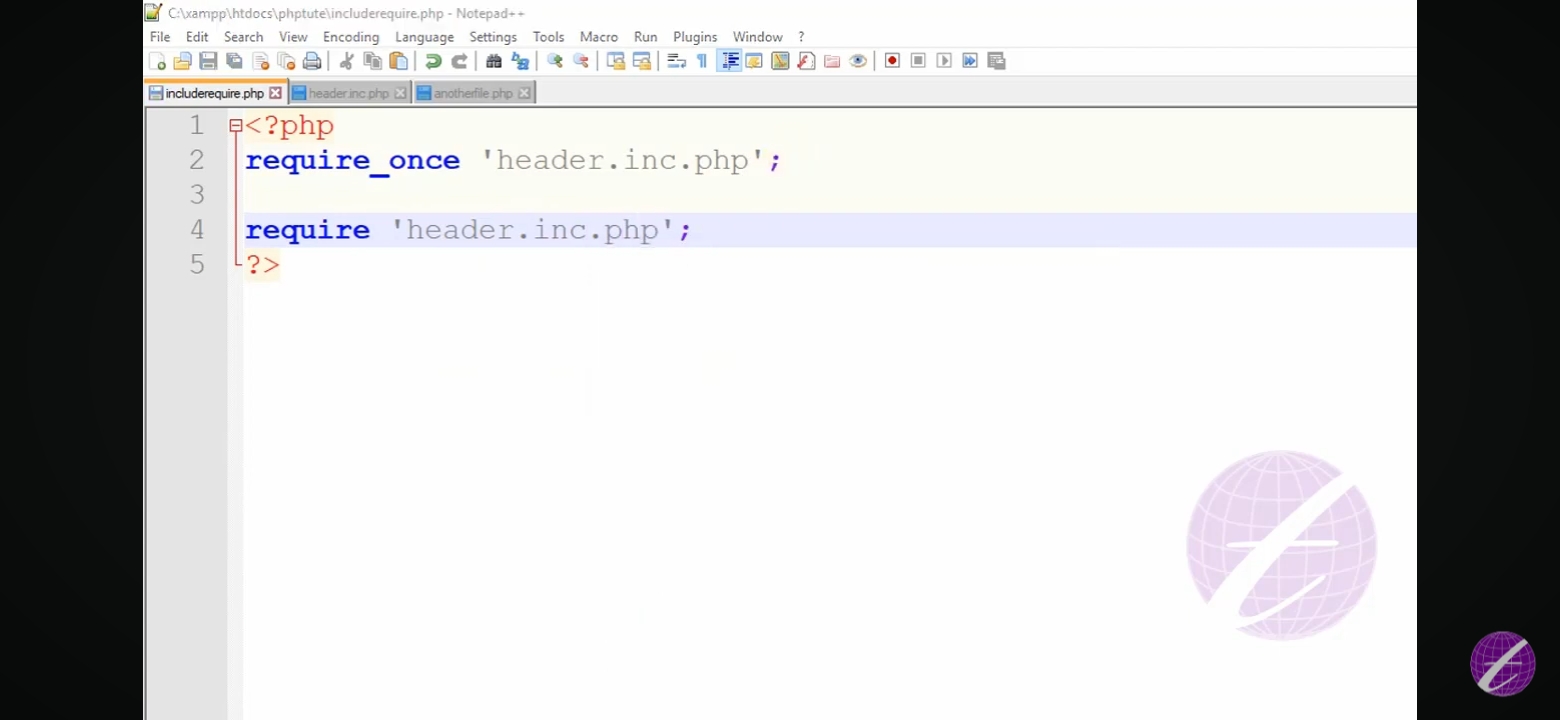 C:\xampp\htdocs\phptute\includerequire.php - Notepad++
File Edit Search View Encoding Language Settings Tools Macro Run Plugins Window ?
includerequire.php header.inc.php anotherfile.php
1 <?php
2 require_once 'header.inc.php';
3
4 require 'header.inc.php';
5 ?>